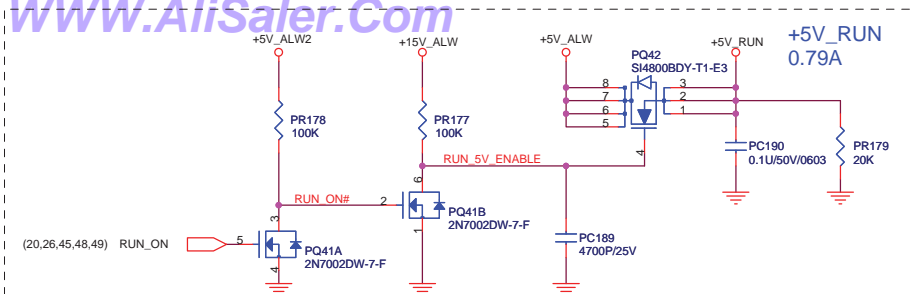 WWW.AliSaler.Com
+5V_ALW2
+15V_ALW
+5V_ALW
+5V_RUN
+5V_RUN
0.79A
PQ42
SI4800BDY-T1-E3
8
7
6
5
3
2
1
4
PR178
100K
PR177
100K
PC190
0.1U/50V/0603
PR179
20K
RUN_5V_ENABLE
RUN_ON#
2
6
1
PQ41B
2N7002DW-7-F
(20,26,45,48,49) RUN_ON
5
3
4
PQ41A
2N7002DW-7-F
PC189
4700P/25V